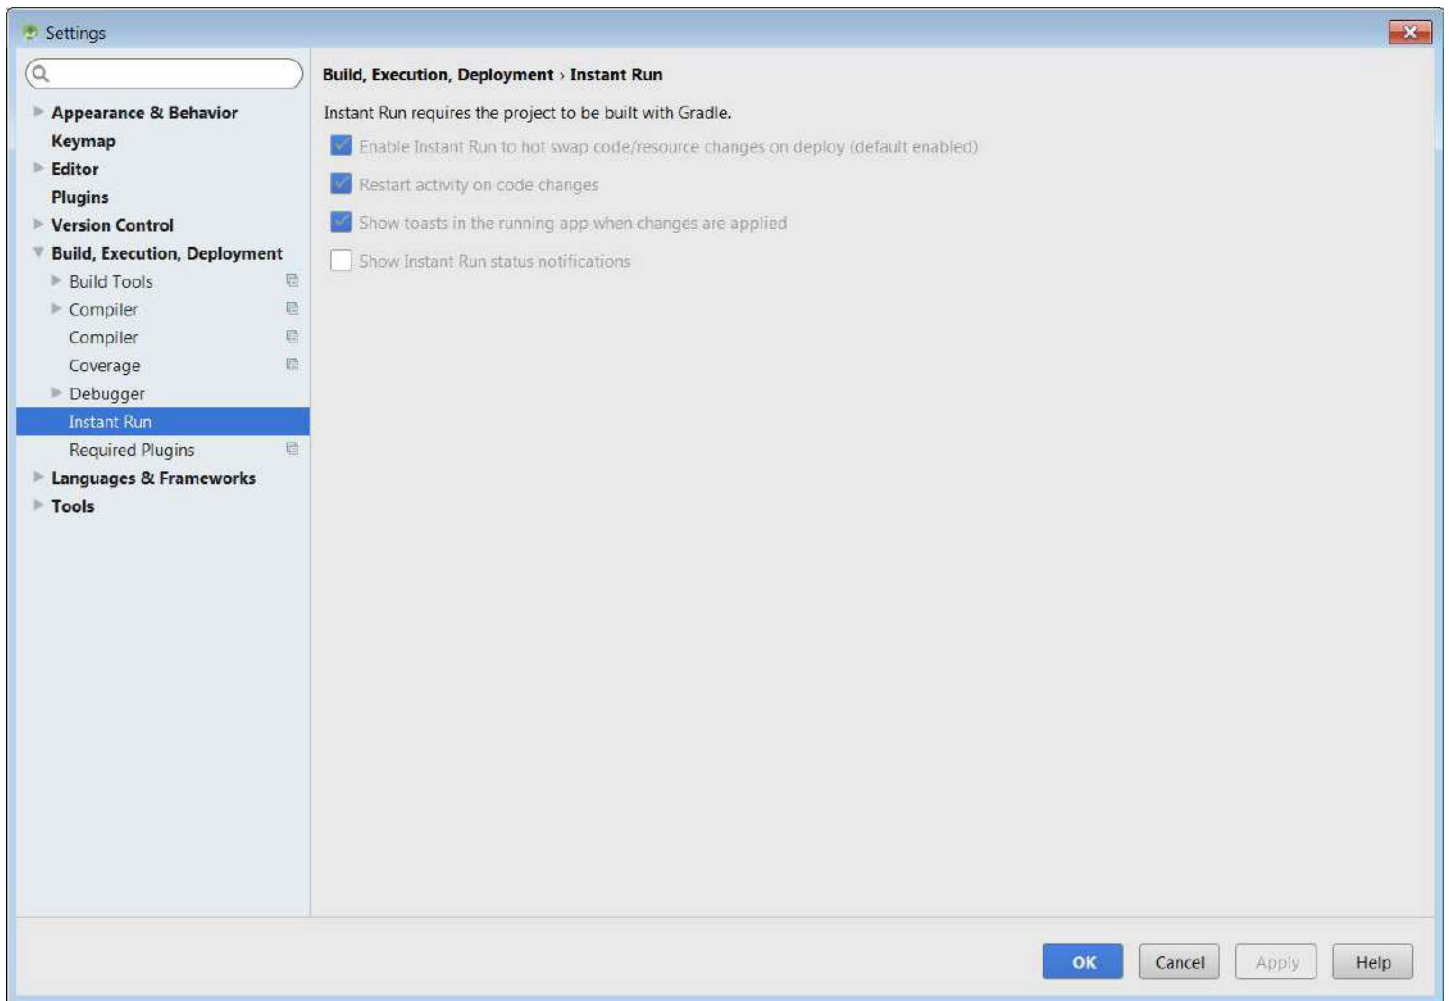 Settings
Appearance & Behavior
Keymap
Editor
Plugins
Version Control
Build, Execution, Deployment
Build Tools
Compiler
Compiler
Coverage
Debugger
Instant Run
Required Plugins
Languages & Frameworks
Tools
Build, Execution, Deployment › Instant Run
Instant Run requires the project to be built with Gradle.
Enable Instant Run to hot swap code/resource changes on deploy (default enabled)
Restart activity on code changes
Show toasts in the running app when changes are applied
Show Instant Run status notifications
OK Cancel Apply Help